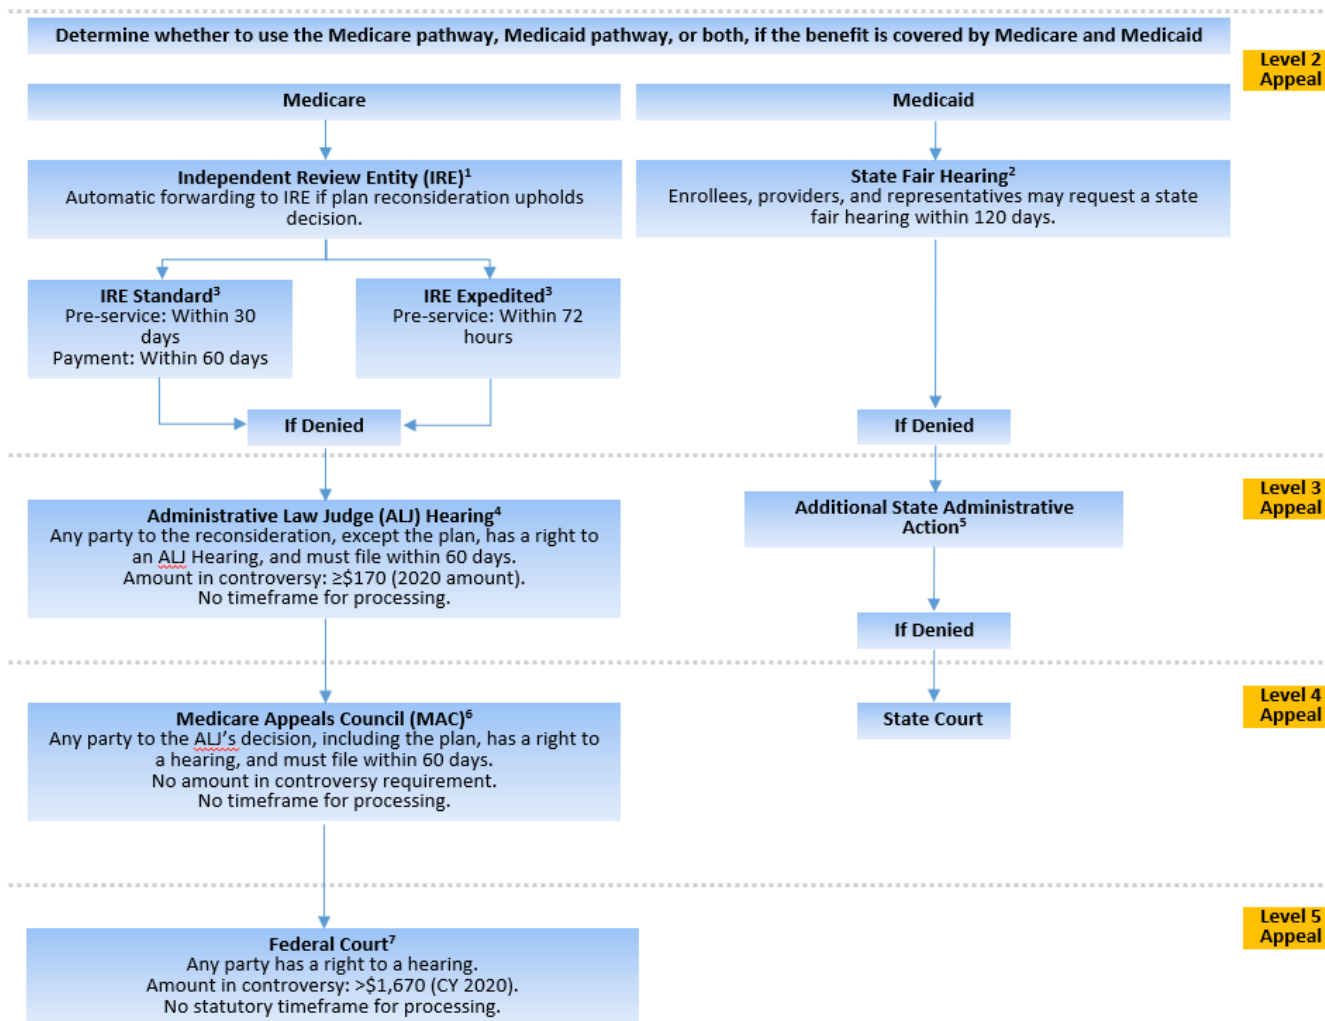 Determine whether to use the Medicare pathway, Medicaid pathway, or both, if the benefit is covered by Medicare and Medicaid
Level 2
Appeal
Medicare
Medicaid
Independent Review Entity (IRE)¹
Automatic forwarding to IRE if plan reconsideration upholds
decision.
State Fair Hearing²
Enrollees, providers, and representatives may request a state
fair hearing within 120 days.
IRE Standard³
Pre-service: Within 30
days
Payment: Within 60 days
IRE Expedited³
Pre-service: Within 72
hours
If Denied
If Denied
Level 3
Appeal
Administrative Law Judge (ALJ) Hearing⁴
Any party to the reconsideration, except the plan, has a right to
an ALJ Hearing, and must file within 60 days.
Amount in controversy: ≥$170 (2020 amount).
No timeframe for processing.
Additional State Administrative
Action⁵
If Denied
Level 4
Appeal
Medicare Appeals Council (MAC)⁶
Any party to the ALJ's decision, including the plan, has a right to
a hearing, and must file within 60 days.
No amount in controversy requirement.
No timeframe for processing.
State Court
Level 5
Appeal
Federal Court⁷
Any party has a right to a hearing.
Amount in controversy: >$1,670 (CY 2020).
No statutory timeframe for processing.